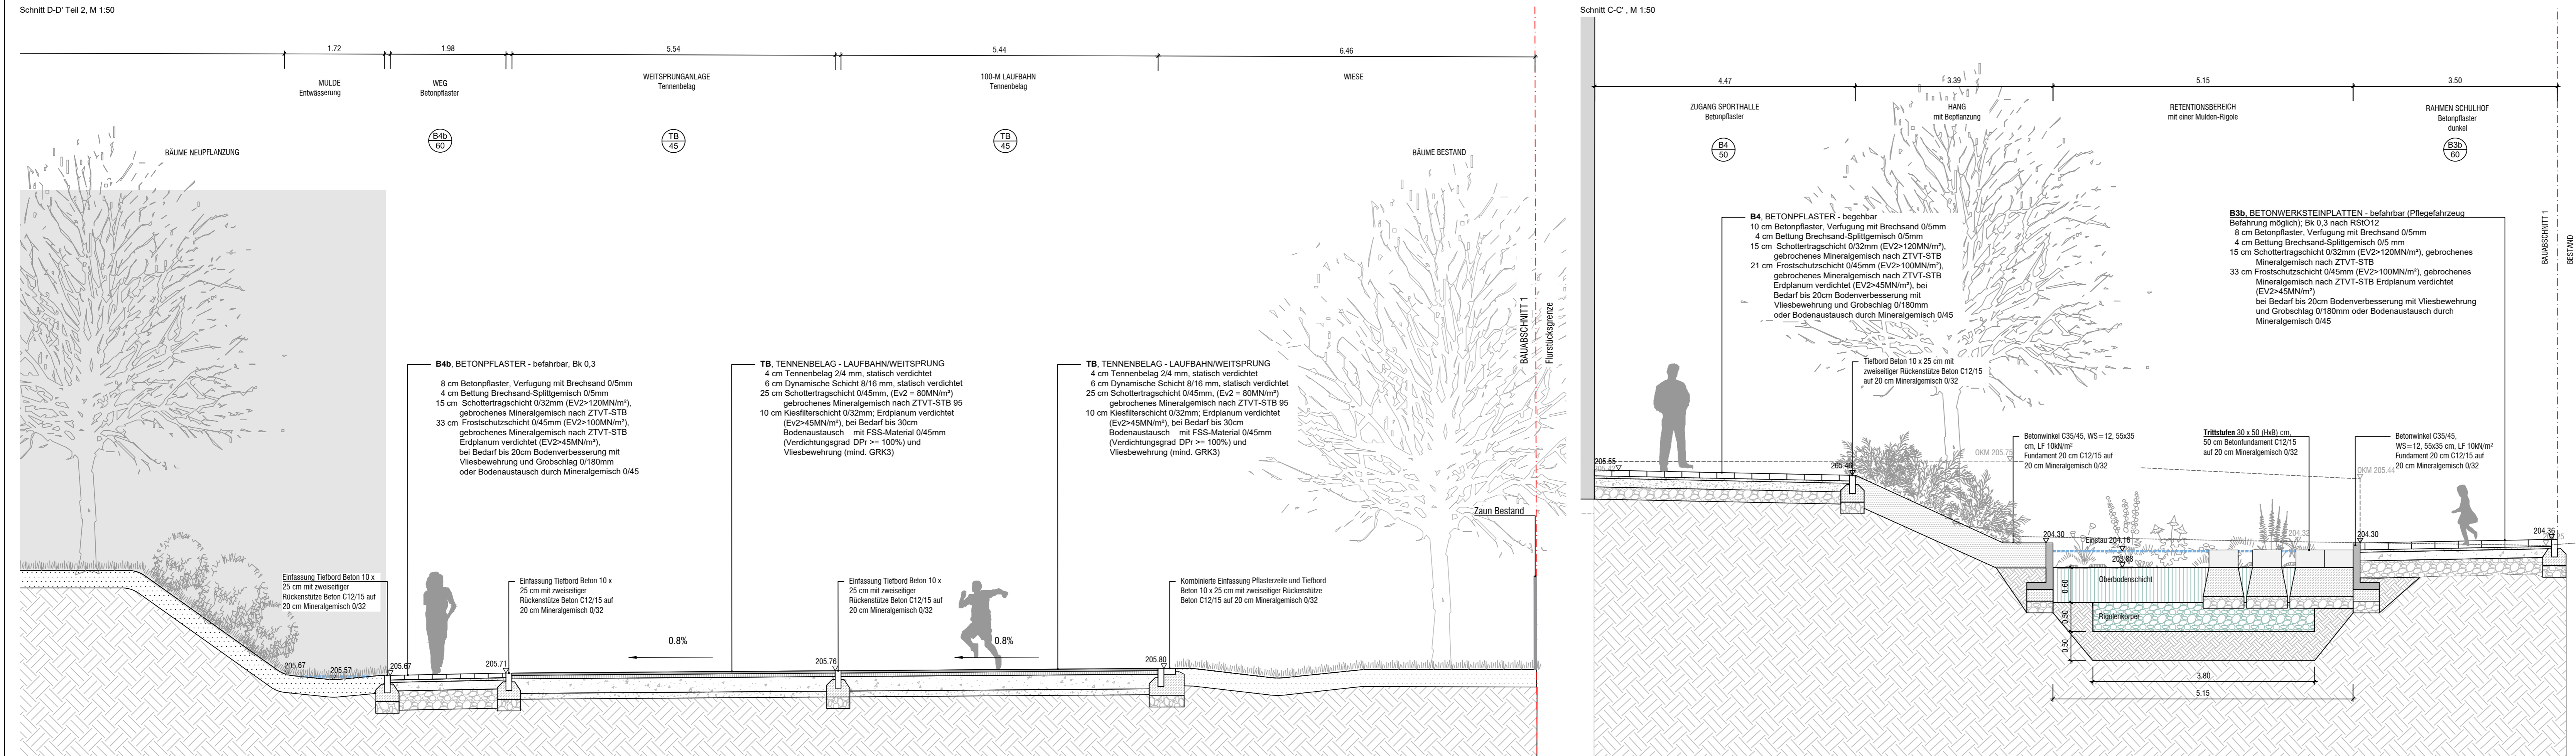 Schnitt D-D' Teil 2, M 1:50
1.72
1.98
5.54
5.44
6.46
MULDE
Entwässerung
WEG
Betonpflaster
WEITSPRUNGANLAGE
Tennenbelag
100-M LAUFBAHN
Tennenbelag
WIESE
B4b
60
TB
45
TB
45
BÄUME NEUPFLANZUNG
BÄUME BESTAND
BAUABSCHNITT 1
Flurstücksgrenze
B4b, BETONPFLASTER - befahrbar, Bk 0,3
8 cm Betonpflaster, Verfugung mit Brechsand 0/5mm
4 cm Bettung Brechsand-Splittgemisch 0/5mm
15 cm Schottertragschicht 0/32mm (EV2>120MN/m²),
gebrochenes Mineralgemisch nach ZTVT-STB
33 cm Frostschutzschicht 0/45mm (EV2>100MN/m²),
gebrochenes Mineralgemisch nach ZTVT-STB
Erdplanum verdichtet (EV2>45MN/m²),
bei Bedarf bis 20cm Bodenverbesserung mit
Vliesbewehrung und Grobschlag 0/180mm
oder Bodenaustausch durch Mineralgemisch 0/45
TB, TENNENBELAG - LAUFBAHN/WEITSPRUNG
4 cm Tennenbelag 2/4 mm, statisch verdichtet
6 cm Dynamische Schicht 8/16 mm, statisch verdichtet
25 cm Schottertragschicht 0/45mm, (Ev2 = 80MN/m²)
gebrochenes Mineralgemisch nach ZTVT-STB 95
10 cm Kiesfilterschicht 0/32mm; Erdplanum verdichtet
(Ev2>45MN/m²), bei Bedarf bis 30cm
Bodenaustausch mit FSS-Material 0/45mm
(Verdichtungsgrad DPr >= 100%) und
Vliesbewehrung (mind. GRK3)
TB, TENNENBELAG - LAUFBAHN/WEITSPRUNG
4 cm Tennenbelag 2/4 mm, statisch verdichtet
6 cm Dynamische Schicht 8/16 mm, statisch verdichtet
25 cm Schottertragschicht 0/45mm, (Ev2 = 80MN/m²)
gebrochenes Mineralgemisch nach ZTVT-STB 95
10 cm Kiesfilterschicht 0/32mm; Erdplanum verdichtet
(Ev2>45MN/m²), bei Bedarf bis 30cm
Bodenaustausch mit FSS-Material 0/45mm
(Verdichtungsgrad DPr >= 100%) und
Vliesbewehrung (mind. GRK3)
Zaun Bestand
Einfassung Tiefbord Beton 10 x
25 cm mit zweiseitiger
Rückenstütze Beton C12/15 auf
20 cm Mineralgemisch 0/32
Einfassung Tiefbord Beton 10 x
25 cm mit zweiseitiger
Rückenstütze Beton C12/15 auf
20 cm Mineralgemisch 0/32
Einfassung Tiefbord Beton 10 x
25 cm mit zweiseitiger
Rückenstütze Beton C12/15 auf
20 cm Mineralgemisch 0/32
Kombinierte Einfassung Pflasterzeile und Tiefbord
Beton 10 x 25 cm mit zweiseitiger Rückenstütze
Beton C12/15 auf 20 cm Mineralgemisch 0/32
0.8%
0.8%
205.67
205.57
205.67
205.71
205.76
205.80
Schnitt C-C' , M 1:50
4.47
3.39
5.15
3.50
ZUGANG SPORTHALLE
Betonpflaster
HANG
mit Bepflanzung
RETENTIONSBEREICH
mit einer Mulden-Rigole
RAHMEN SCHULHOF
Betonpflaster
dunkel
B4
50
B3b
60
B4, BETONPFLASTER - begehbar
10 cm Betonpflaster, Verfugung mit Brechsand 0/5mm
4 cm Bettung Brechsand-Splittgemisch 0/5mm
15 cm Schottertragschicht 0/32mm (EV2>120MN/m²),
gebrochenes Mineralgemisch nach ZTVT-STB
21 cm Frostschutzschicht 0/45mm (EV2>100MN/m²),
gebrochenes Mineralgemisch nach ZTVT-STB
Erdplanum verdichtet (EV2>45MN/m²), bei
Bedarf bis 20cm Bodenverbesserung mit
Vliesbewehrung und Grobschlag 0/180mm
oder Bodenaustausch durch Mineralgemisch 0/45
B3b, BETONWERKSTEINPLATTEN - befahrbar (Pflegefahrzeug
Befahrung möglich); Bk 0,3 nach RStO12
8 cm Betonpflaster, Verfugung mit Brechsand 0/5mm
4 cm Bettung Brechsand-Splittgemisch 0/5 mm
15 cm Schottertragschicht 0/32mm (EV2>120MN/m²), gebrochenes
Mineralgemisch nach ZTVT-STB
33 cm Frostschutzschicht 0/45mm (EV2>100MN/m²), gebrochenes
Mineralgemisch nach ZTVT-STB Erdplanum verdichtet
(EV2>45MN/m²)
bei Bedarf bis 20cm Bodenverbesserung mit Vliesbewehrung
und Grobschlag 0/180mm oder Bodenaustausch durch
Mineralgemisch 0/45
BAUABSCHNITT 1
BESTAND
Tiefbord Beton 10 x 25 cm mit
zweiseitiger Rückenstütze Beton C12/15
auf 20 cm Mineralgemisch 0/32
Betonwinkel C35/45, WS=12, 55x35
cm, LF 10kN/m²
Fundament 20 cm C12/15 auf
20 cm Mineralgemisch 0/32
Trittstufen 30 x 50 (HxB) cm,
50 cm Betonfundament C12/15
auf 20 cm Mineralgemisch 0/32
Betonwinkel C35/45,
WS=12, 55x35 cm, LF 10kN/m²
Fundament 20 cm C12/15 auf
20 cm Mineralgemisch 0/32
OKM 205.75
OKM 205.44
205.55
205.46
204.30
Einstau 204.16
203.88
204.32
204.30
204.36
Oberbodenschicht
Rigolenkörper
0.60
0.50
0.50
3.80
5.15